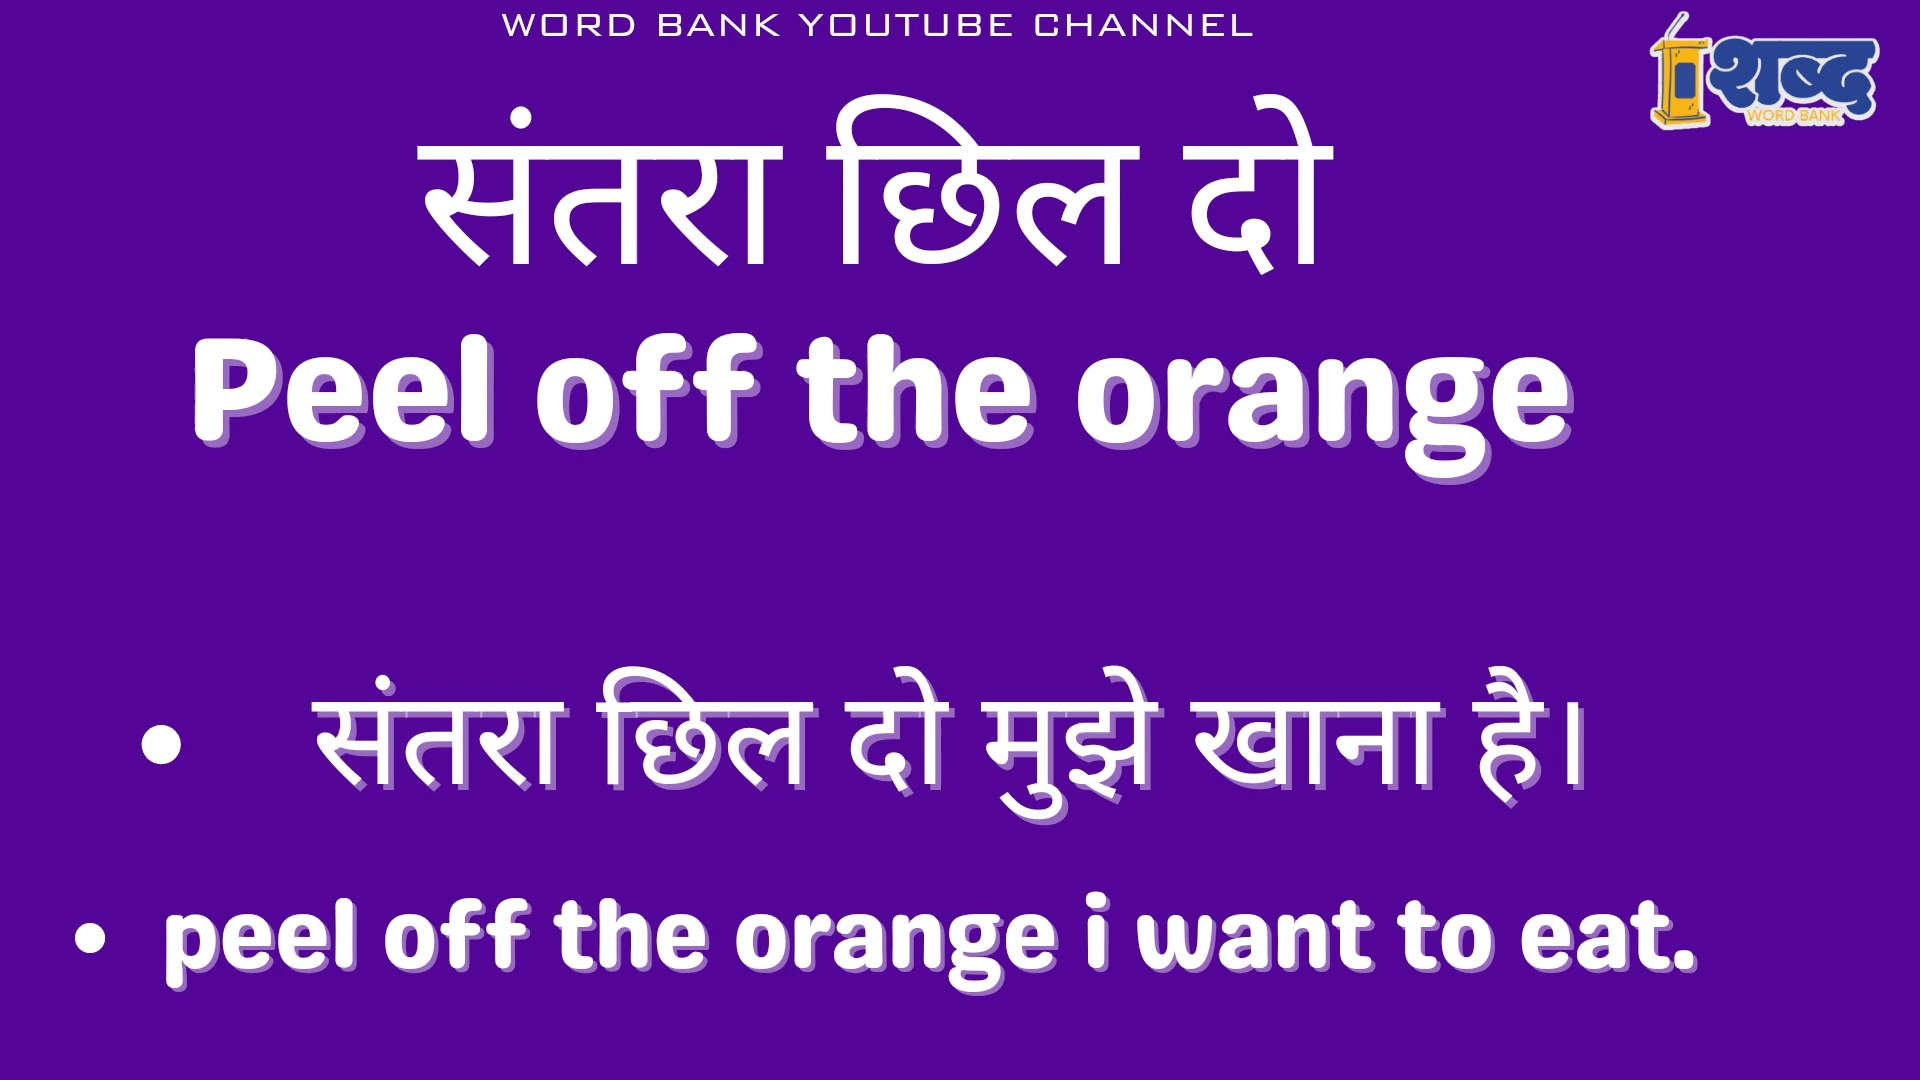 WORD BANK YOUTUBE CHANNEL
शब्द
WORD BANK
संतरा छिल दो
Peel off the orange
• संतरा छिल दो मुझे खाना है।
• peel off the orange i want to eat.